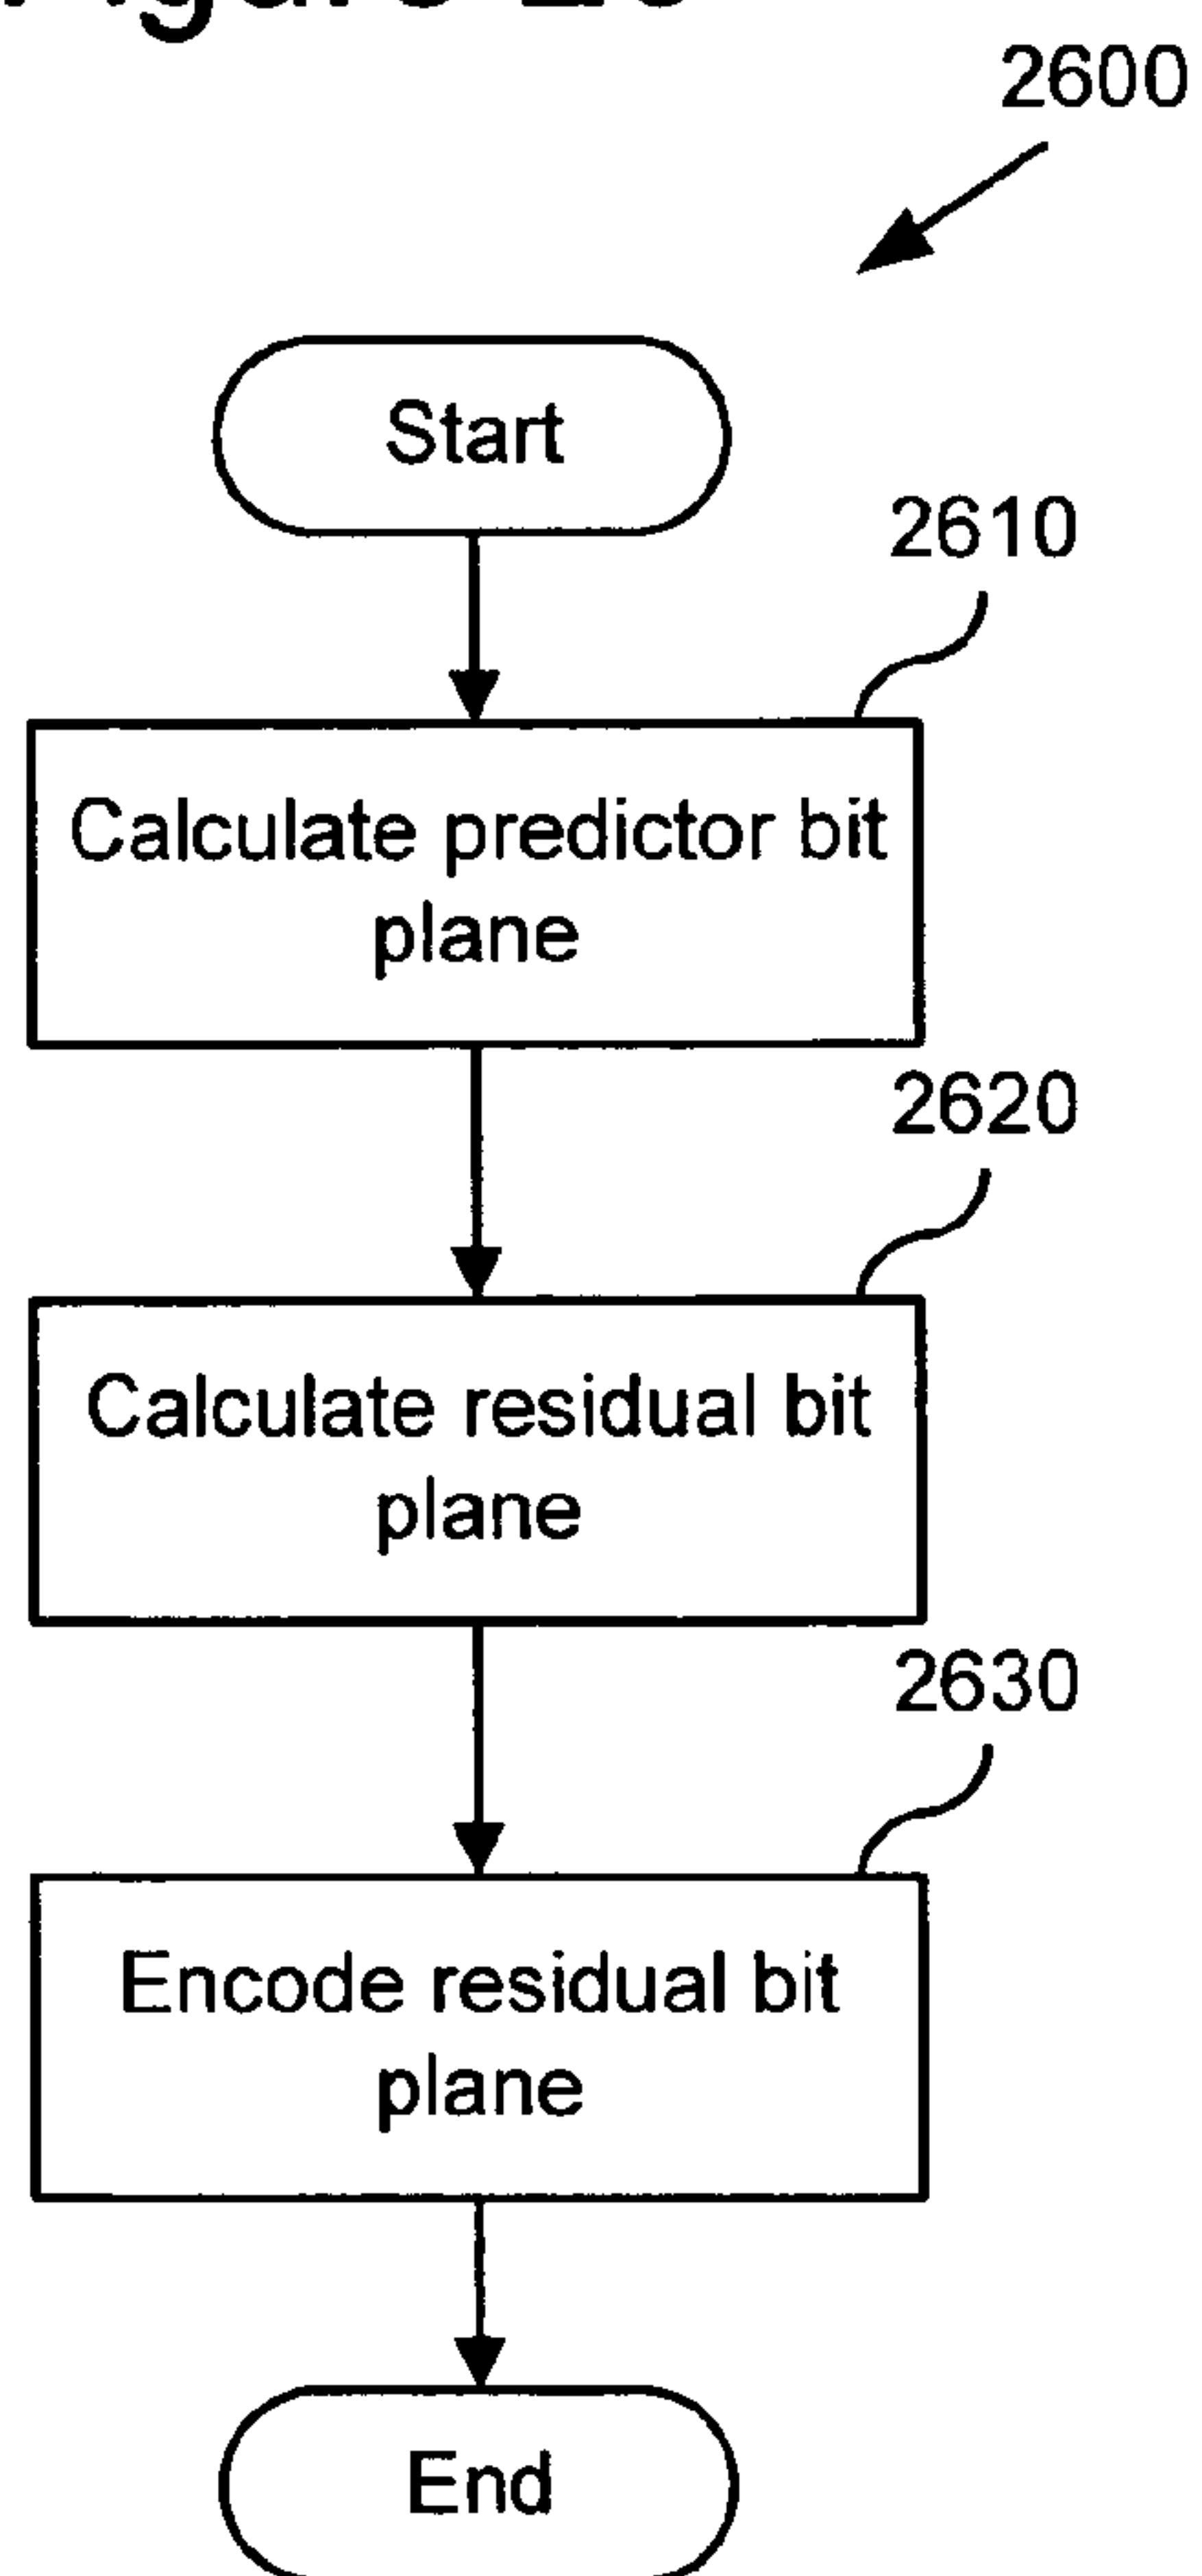 2600
Start
2610
Calculate predictor bit
plane
2620
Calculate residual bit
plane
2630
Encode residual bit
plane
End